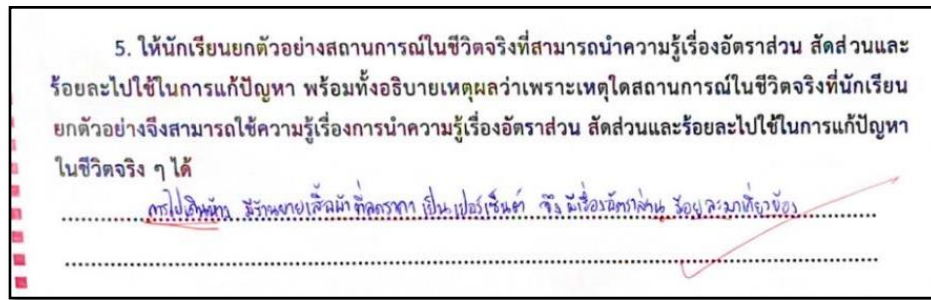 5. ให้นักเรียนยกตัวอย่างสถานการณ์ในชีวิตจริงที่สามารถนำความรู้เรื่องอัตราส่วน สัดส่วนและ
ร้อยละไปใช้ในการแก้ปัญหา พร้อมทั้งอธิบายเหตุผลว่าเพราะเหตุใดสถานการณ์ในชีวิตจริงที่นักเรียน
ยกตัวอย่างจึงสามารถใช้ความรู้เรื่องการนำความรู้เรื่องอัตราส่วน สัดส่วนและร้อยละไปใช้ในการแก้ปัญหา
ในชีวิตจริง ๆ ได้
การไปเดินห้าง มีร้านขายเสื้อผ้าที่ลดราคา เป็นเปอร์เซ็นต์ จึง มีเรื่องอัตราส่วน ร้อยละมาเกี่ยวข้อง